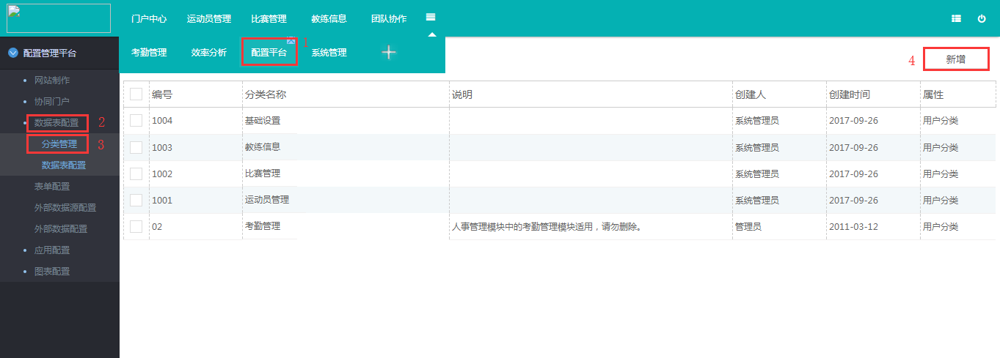 门户中心 运动员管理 比赛管理 教练信息 团队协作
配置管理平台
考勤管理 效率分析 配置平台 1 系统管理
4 新增
网站制作
协同门户
数据表配置 2
分类管理 3
数据表配置
表单配置
外部数据源配置
外部数据配置
应用配置
图表配置
编号 分类名称 说明 创建人 创建时间 属性
1004 基础设置 系统管理员 2017-09-26 用户分类
1003 教练信息 系统管理员 2017-09-26 用户分类
1002 比赛管理 系统管理员 2017-09-26 用户分类
1001 运动员管理 系统管理员 2017-09-26 用户分类
02 考勤管理 人事管理模块中的考勤管理模块适用，请勿删除。 管理员 2011-03-12 用户分类